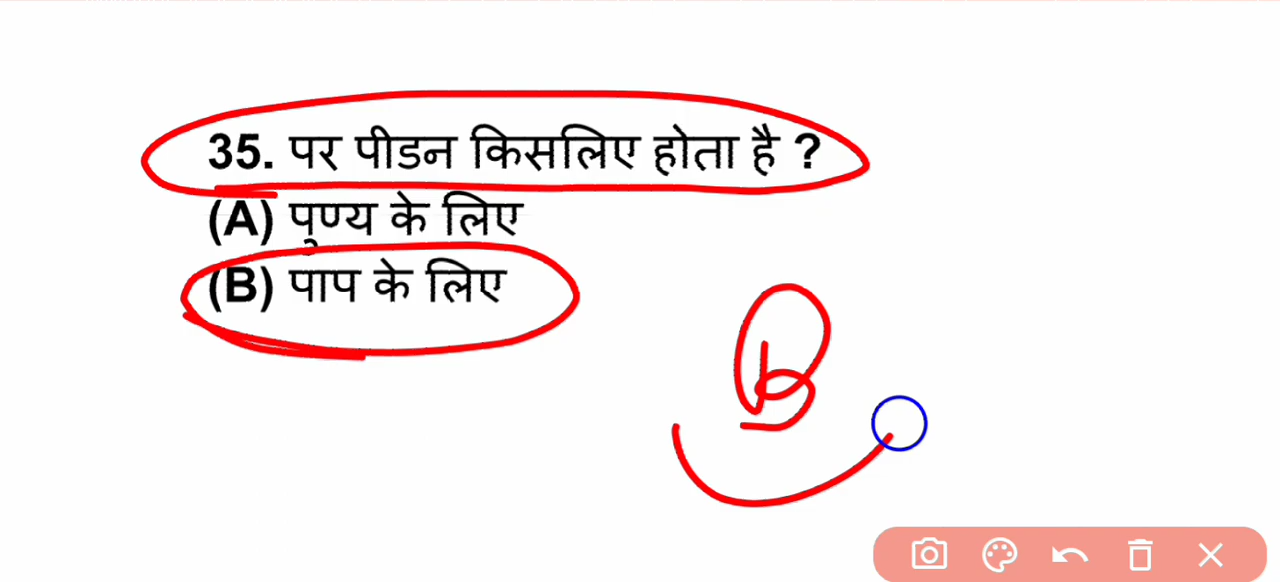 35. पर पीडन किसलिए होता है ?
(A) पुण्य के लिए
(B) पाप के लिए
B